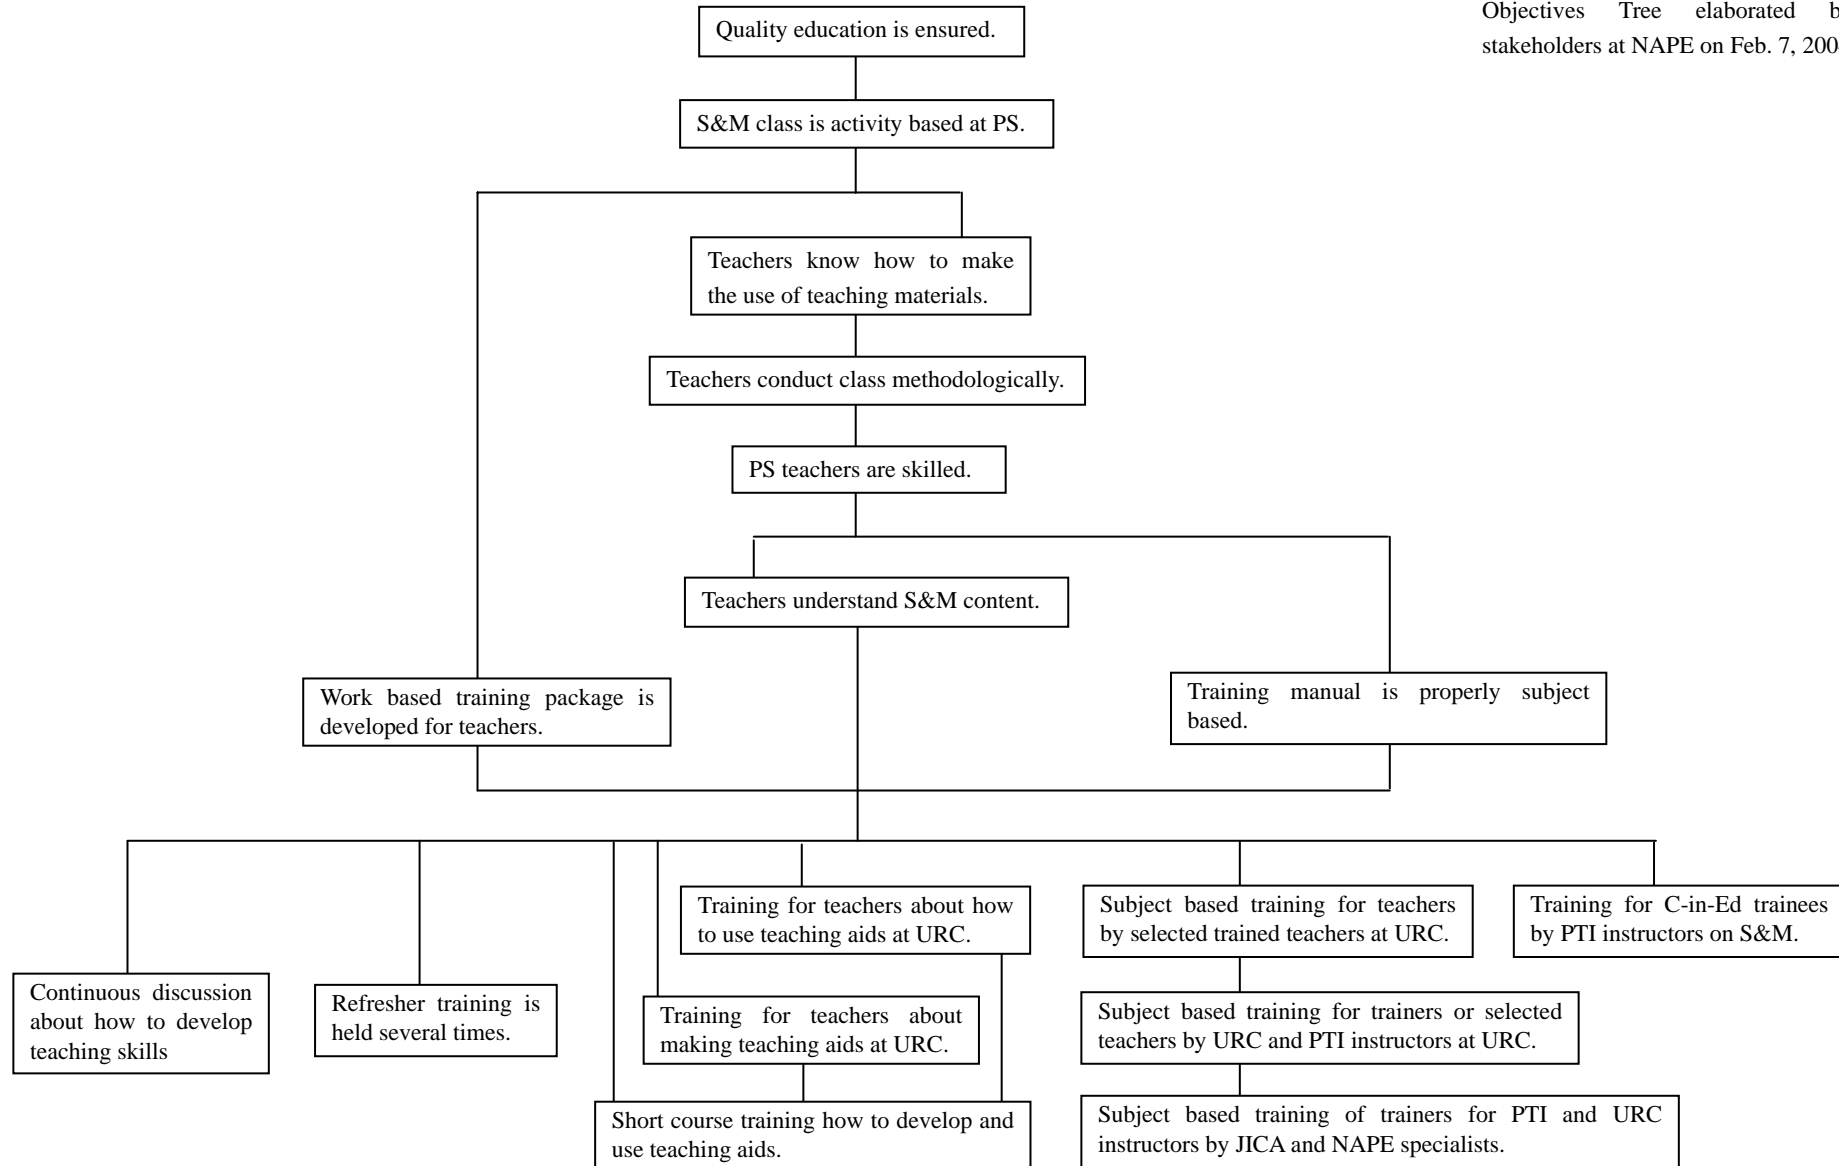 Objectives Tree elaborated b
stakeholders at NAPE on Feb. 7, 200
Quality education is ensured.
S&M class is activity based at PS.
Teachers know how to make
the use of teaching materials.
Teachers conduct class methodologically.
PS teachers are skilled.
Teachers understand S&M content.
Work based training package is
developed for teachers.
Training manual is properly subject
based.
Training for teachers about how
to use teaching aids at URC.
Subject based training for teachers
by selected trained teachers at URC.
Training for C-in-Ed trainees
by PTI instructors on S&M.
Continuous discussion
about how to develop
teaching skills
Refresher training is
held several times.
Training for teachers about
making teaching aids at URC.
Subject based training for trainers or selected
teachers by URC and PTI instructors at URC.
Short course training how to develop and
use teaching aids.
Subject based training of trainers for PTI and URC
instructors by JICA and NAPE specialists.